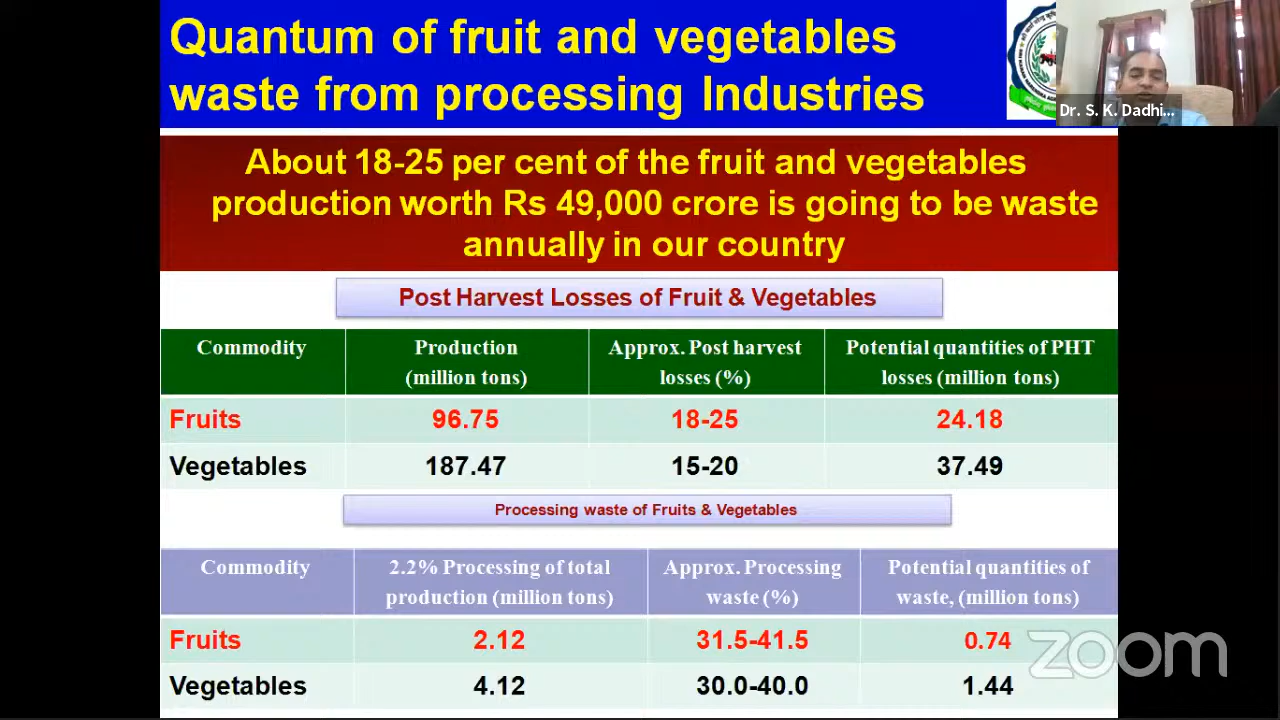 Quantum of fruit and vegetables
waste from processing Industries
Dr. S. K. Dadhi...
About 18-25 per cent of the fruit and vegetables
production worth Rs 49,000 crore is going to be waste
annually in our country
Post Harvest Losses of Fruit & Vegetables
Commodity Production (million tons) Approx. Post harvest losses (%) Potential quantities of PHT losses (million tons)
Fruits 96.75 18-25 24.18
Vegetables 187.47 15-20 37.49
Processing waste of Fruits & Vegetables
Commodity 2.2% Processing of total production (million tons) Approx. Processing waste (%) Potential quantities of waste, (million tons)
Fruits 2.12 31.5-41.5 0.74
zoom
Vegetables 4.12 30.0-40.0 1.44